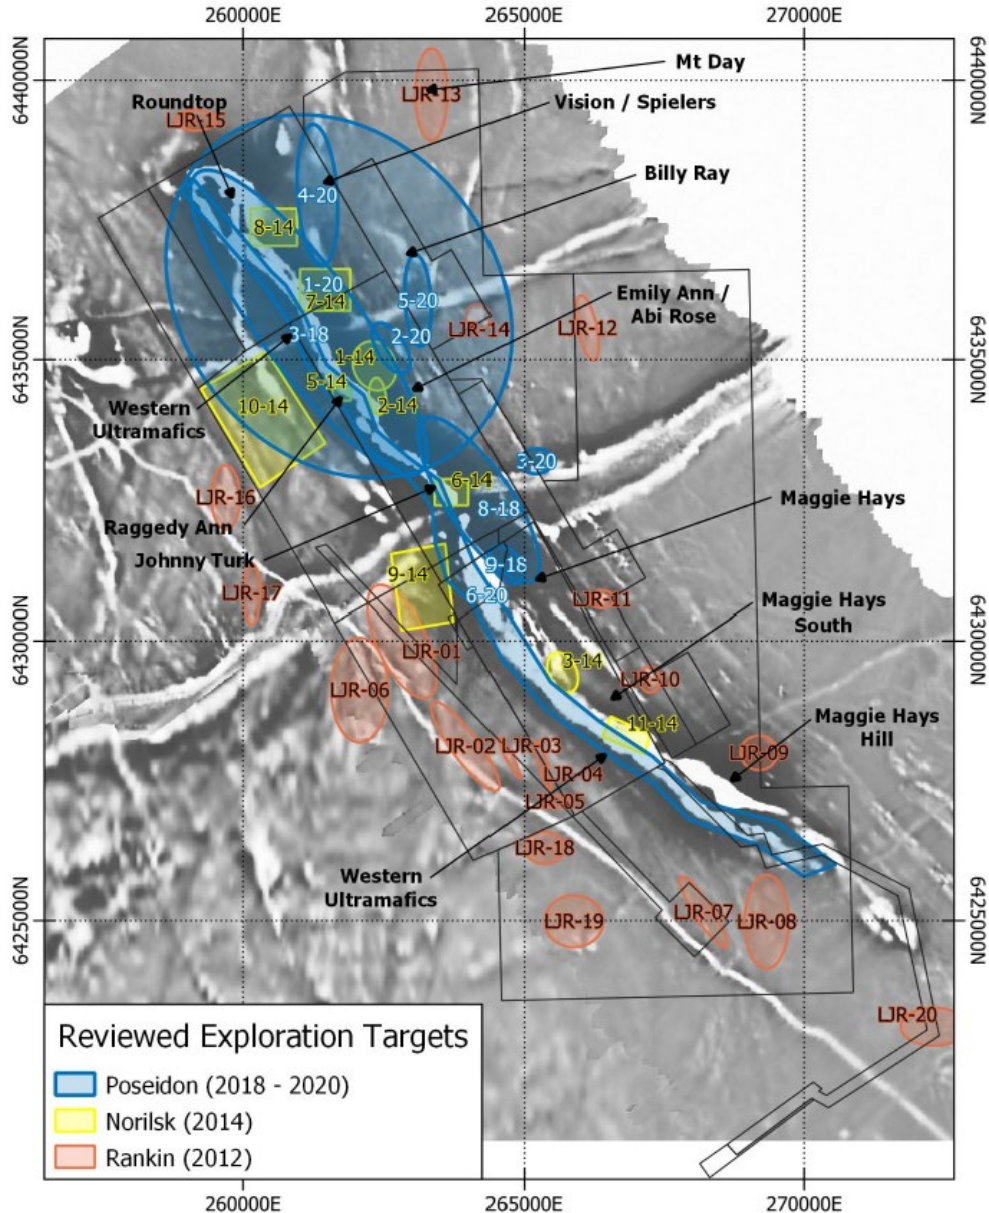 260000E
265000E
270000E
6440000N
6440000N
Mt Day
LJR-13
Roundtop
Vision / Spielers
LJR-15
Billy Ray
4-20
8-14
1-20
7-14
5-20
Emily Ann /
Abi Rose
LJR-14
LJR-12
3-18
2-20
6435000N
6435000N
1-14
5-14
2-14
10-14
Western
Ultramafics
3-20
6-14
LJR-16
8-18
Maggie Hays
Raggedy Ann
Johnny Turk
9-14
9-18
LJR-17
6-20
LJR-11
Maggie Hays
South
6430000N
6430000N
LJR-01
3-14
LJR-10
LJR-06
11-14
Maggie Hays
Hill
LJR-02
LJR-03
LJR-09
LJR-04
LJR-05
LJR-18
Western
Ultramafics
LJR-07
LJR-08
LJR-19
6425000N
6425000N
LJR-20
Reviewed Exploration Targets
Poseidon (2018 - 2020)
Norilsk (2014)
Rankin (2012)
260000E
265000E
270000E